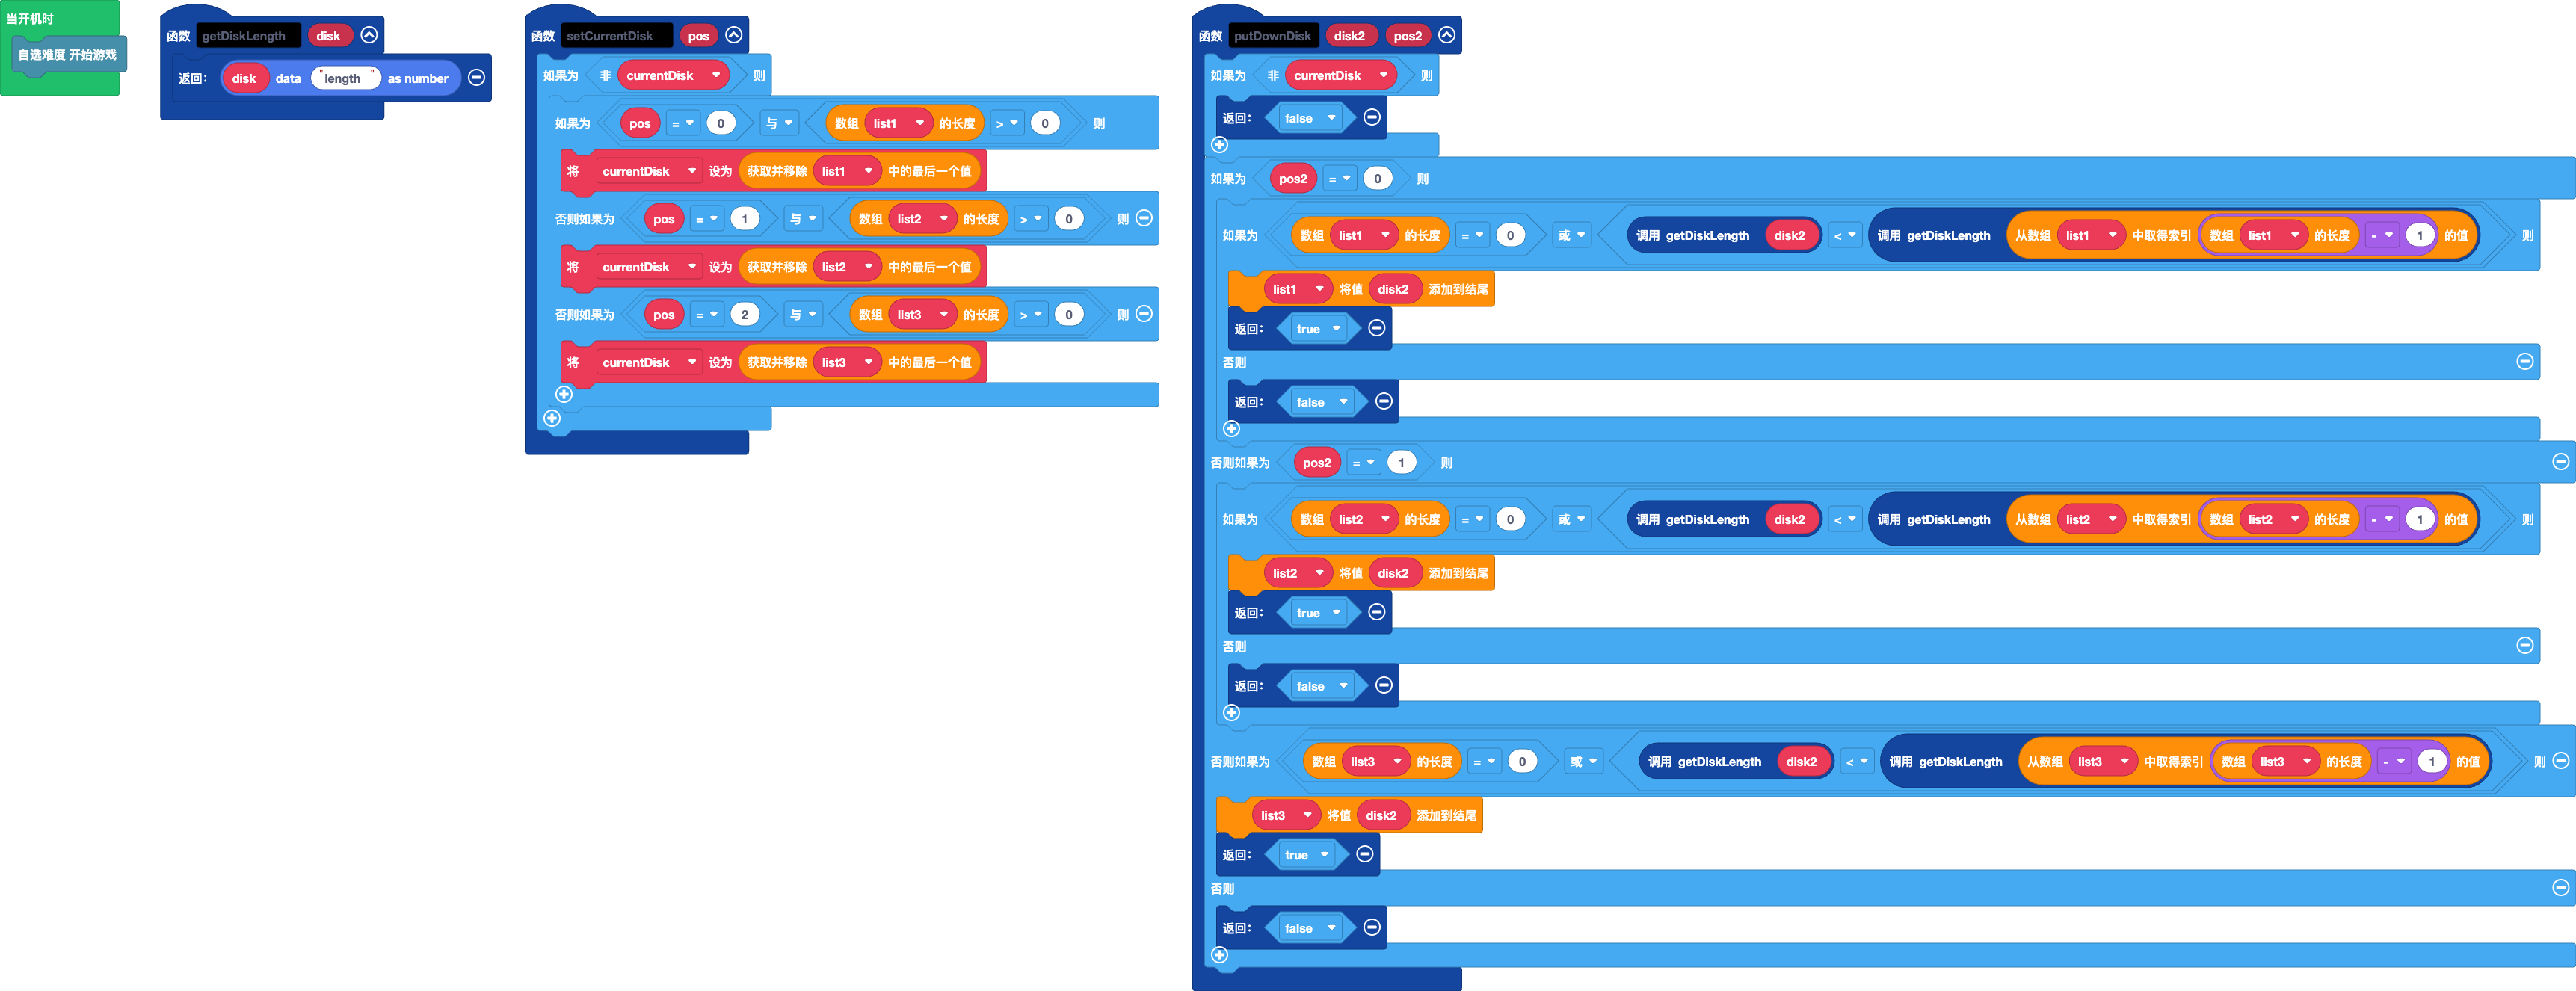 当开机时
自选难度 开始游戏
函数 getDiskLength disk
返回: disk data "length" as number
函数 setCurrentDisk pos
如果为 非 currentDisk 则
如果为 pos = 0 与 数组 list1 的长度 > 0 则
将 currentDisk 设为 获取并移除 list1 中的最后一个值
否则如果为 pos = 1 与 数组 list2 的长度 > 0 则
将 currentDisk 设为 获取并移除 list2 中的最后一个值
否则如果为 pos = 2 与 数组 list3 的长度 > 0 则
将 currentDisk 设为 获取并移除 list3 中的最后一个值
函数 putDownDisk disk2 pos2
如果为 非 currentDisk 则
返回: false
如果为 pos2 = 0 则
如果为 数组 list1 的长度 = 0 或 调用 getDiskLength disk2 < 调用 getDiskLength 从数组 list1 中取得索引 数组 list1 的长度 - 1 的值 则
list1 将值 disk2 添加到结尾
返回: true
否则
返回: false
否则如果为 pos2 = 1 则
如果为 数组 list2 的长度 = 0 或 调用 getDiskLength disk2 < 调用 getDiskLength 从数组 list2 中取得索引 数组 list2 的长度 - 1 的值 则
list2 将值 disk2 添加到结尾
返回: true
否则
返回: false
否则如果为 数组 list3 的长度 = 0 或 调用 getDiskLength disk2 < 调用 getDiskLength 从数组 list3 中取得索引 数组 list3 的长度 - 1 的值 则
list3 将值 disk2 添加到结尾
返回: true
否则
返回: false